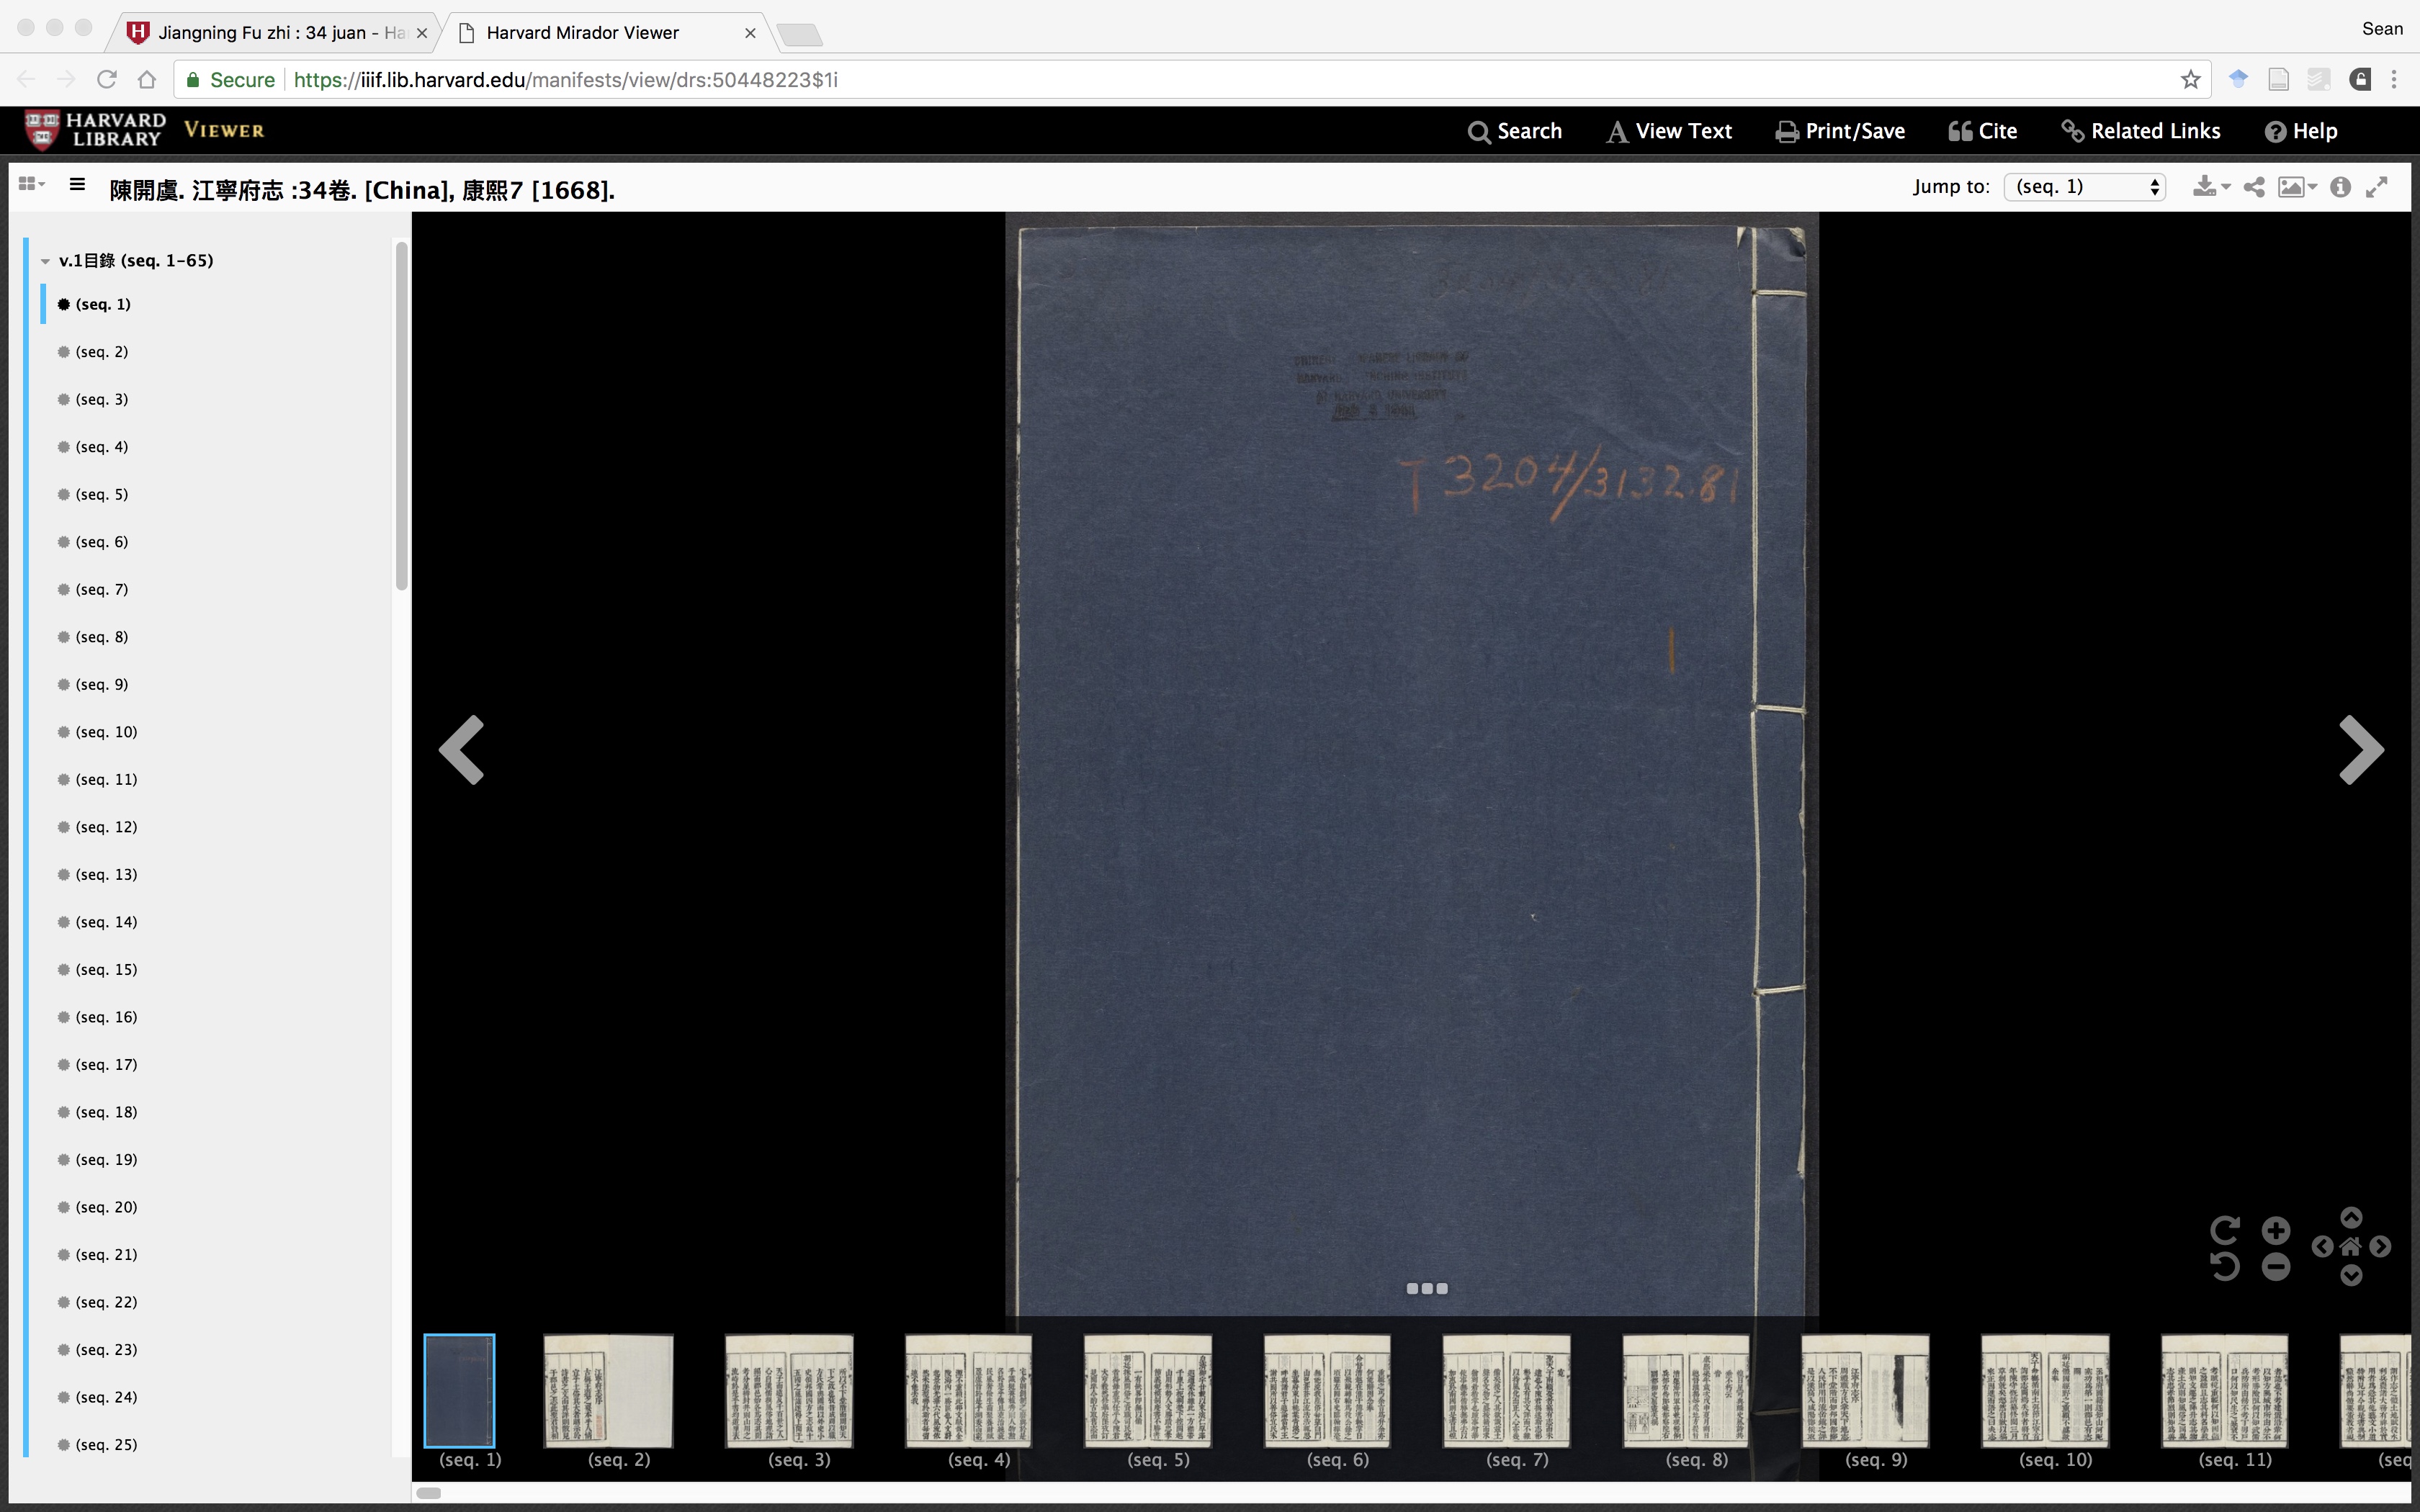 Jiangning Fu zhi : 34 juan - Ha
Harvard Mirador Viewer
Sean
Secure
https://iiif.lib.harvard.edu/manifests/view/drs:50448223$1i
HARVARD LIBRARY
VIEWER
Search
View Text
Print/Save
Cite
Related Links
Help
陳開虞. 江寧府志 :34卷. [China], 康熙7 [1668].
Jump to:
(seq. 1)
v.1目錄 (seq. 1-65)
(seq. 1)
(seq. 2)
(seq. 3)
(seq. 4)
(seq. 5)
(seq. 6)
(seq. 7)
(seq. 8)
(seq. 9)
(seq. 10)
(seq. 11)
(seq. 12)
(seq. 13)
(seq. 14)
(seq. 15)
(seq. 16)
(seq. 17)
(seq. 18)
(seq. 19)
(seq. 20)
(seq. 21)
(seq. 22)
(seq. 23)
(seq. 24)
(seq. 25)
T 3204/3132.81
1
(seq. 1)
(seq. 2)
(seq. 3)
(seq. 4)
(seq. 5)
(seq. 6)
(seq. 7)
(seq. 8)
(seq. 9)
(seq. 10)
(seq. 11)
(seq